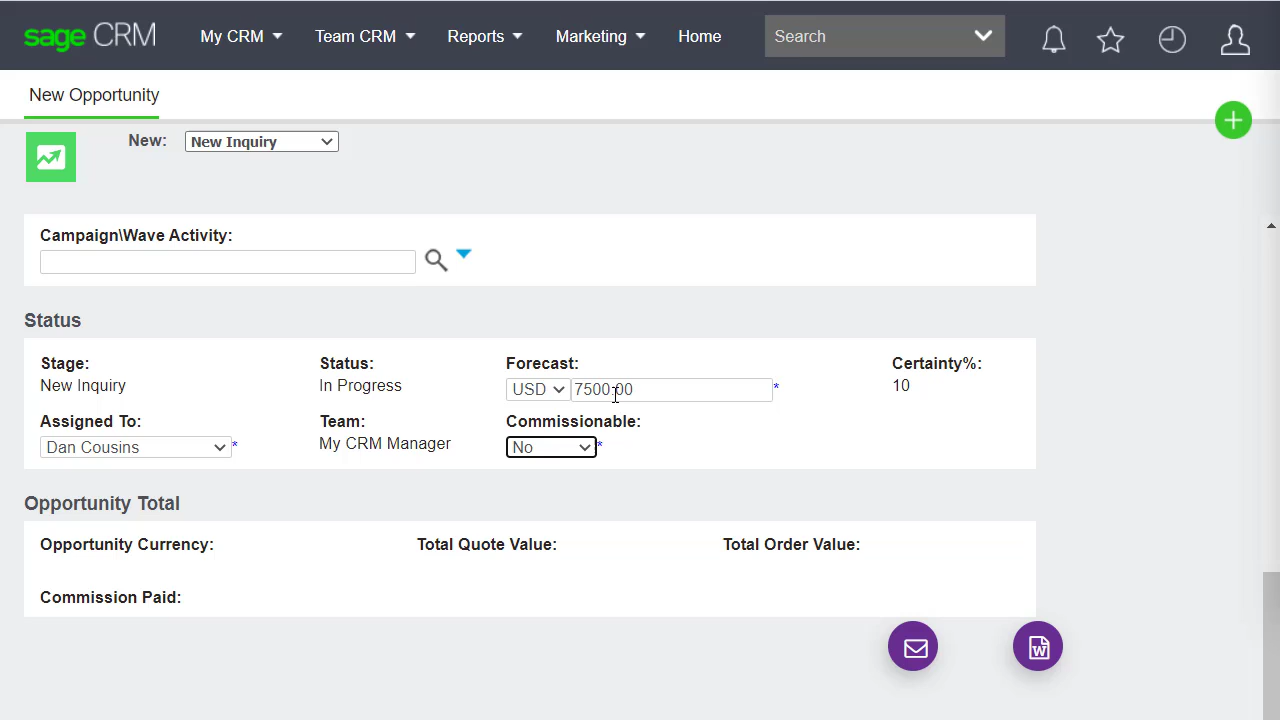 sage CRM My CRM Team CRM Reports Marketing Home Search
New Opportunity
New: New Inquiry
Campaign\Wave Activity:
Status
Stage: Status: Forecast: Certainty%:
New Inquiry In Progress USD 7500.00 * 10
Assigned To: Team: Commissionable:
Dan Cousins * My CRM Manager No *
Opportunity Total
Opportunity Currency: Total Quote Value: Total Order Value:
Commission Paid:
W